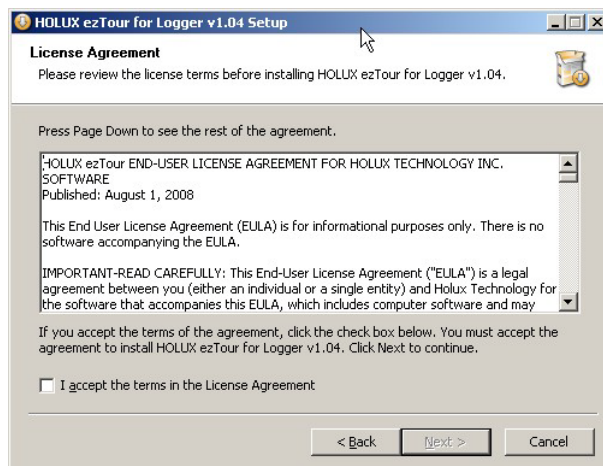 HOLUX ezTour for Logger v1.04 Setup
License Agreement
Please review the license terms before installing HOLUX ezTour for Logger v1.04.
Press Page Down to see the rest of the agreement.
HOLUX ezTour END-USER LICENSE AGREEMENT FOR HOLUX TECHNOLOGY INC.
SOFTWARE
Published: August 1, 2008
This End User License Agreement (EULA) is for informational purposes only. There is no
software accompanying the EULA.
IMPORTANT-READ CAREFULLY: This End-User License Agreement ("EULA") is a legal
agreement between you (either an individual or a single entity) and Holux Technology for
the software that accompanies this EULA, which includes computer software and may
If you accept the terms of the agreement, click the check box below. You must accept the
agreement to install HOLUX ezTour for Logger v1.04. Click Next to continue.
I accept the terms in the License Agreement
< Back Next > Cancel